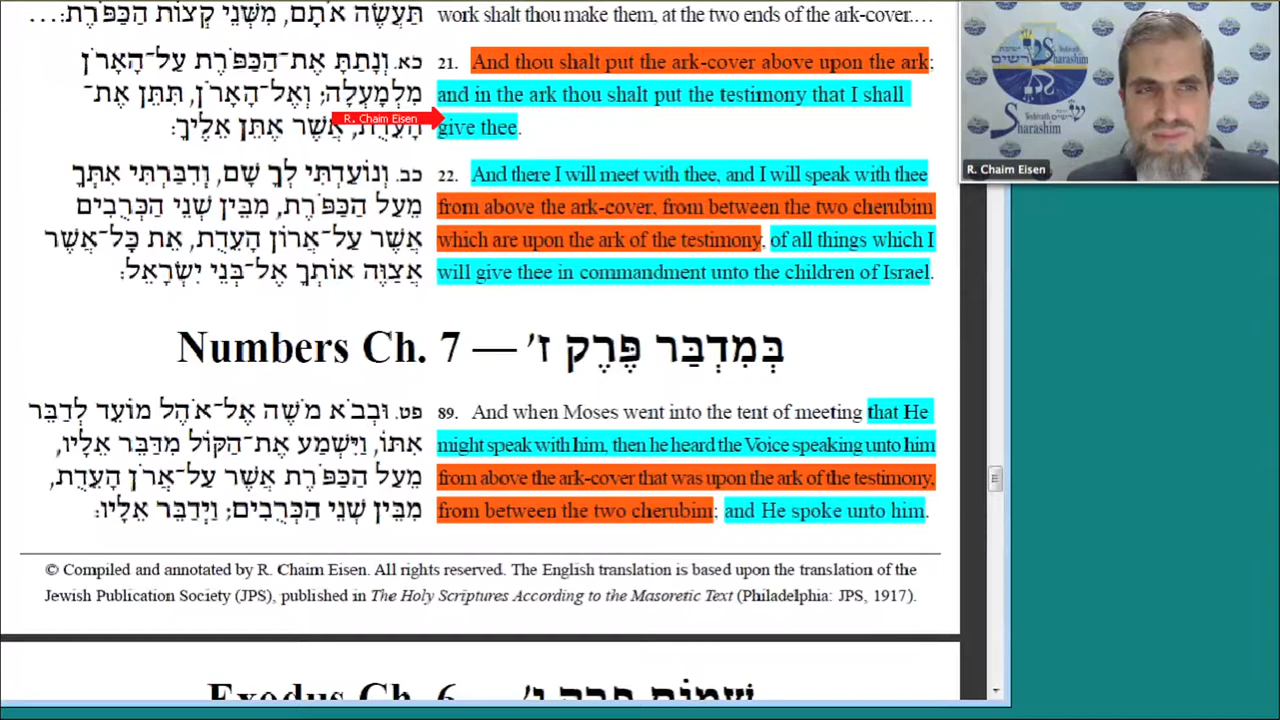 תַּעֲשֶׂה אֹתָם, מִשְּׁנֵי קְצוֹת הַכַּפֹּרֶת:…
work shalt thou make them, at the two ends of the ark-cover.…
כא. וְנָתַתָּ אֶת־הַכַּפֹּרֶת עַל־הָאָרֹן
מִלְמָעְלָה; וְאֶל־הָאָרֹן, תִּתֵּן אֶת־
הָעֵדֻת, אֲשֶׁר אֶתֵּן אֵלֶיךָ:
21. And thou shalt put the ark-cover above upon the ark;
and in the ark thou shalt put the testimony that I shall
give thee.
R. Chaim Eisen
כב. וְנוֹעַדְתִּי לְךָ שָׁם, וְדִבַּרְתִּי אִתְּךָ
מֵעַל הַכַּפֹּרֶת, מִבֵּין שְׁנֵי הַכְּרֻבִים
אֲשֶׁר עַל־אֲרוֹן הָעֵדֻת, אֵת כָּל־אֲשֶׁר
אֲצַוֶּה אוֹתְךָ אֶל־בְּנֵי יִשְׂרָאֵל:
22. And there I will meet with thee, and I will speak with thee
from above the ark-cover, from between the two cherubim
which are upon the ark of the testimony, of all things which I
will give thee in commandment unto the children of Israel.
Numbers Ch. 7 — בְּמִדְבַּר פֶּרֶק ז׳
פט. וּבְבֹא מֹשֶׁה אֶל־אֹהֶל מוֹעֵד לְדַבֵּר
אִתּוֹ, וַיִּשְׁמַע אֶת־הַקּוֹל מִדַּבֵּר אֵלָיו,
מֵעַל הַכַּפֹּרֶת אֲשֶׁר עַל־אֲרֹן הָעֵדֻת,
מִבֵּין שְׁנֵי הַכְּרֻבִים; וַיְדַבֵּר אֵלָיו:
89. And when Moses went into the tent of meeting that He
might speak with him, then he heard the Voice speaking unto him
from above the ark-cover that was upon the ark of the testimony,
from between the two cherubim; and He spoke unto him.
© Compiled and annotated by R. Chaim Eisen. All rights reserved. The English translation is based upon the translation of the
Jewish Publication Society (JPS), published in The Holy Scriptures According to the Masoretic Text (Philadelphia: JPS, 1917).
Exodus Ch. 6 — שְׁמוֹת פֶּרֶק ו׳
Yeshivath
Sharashim
R. Chaim Eisen